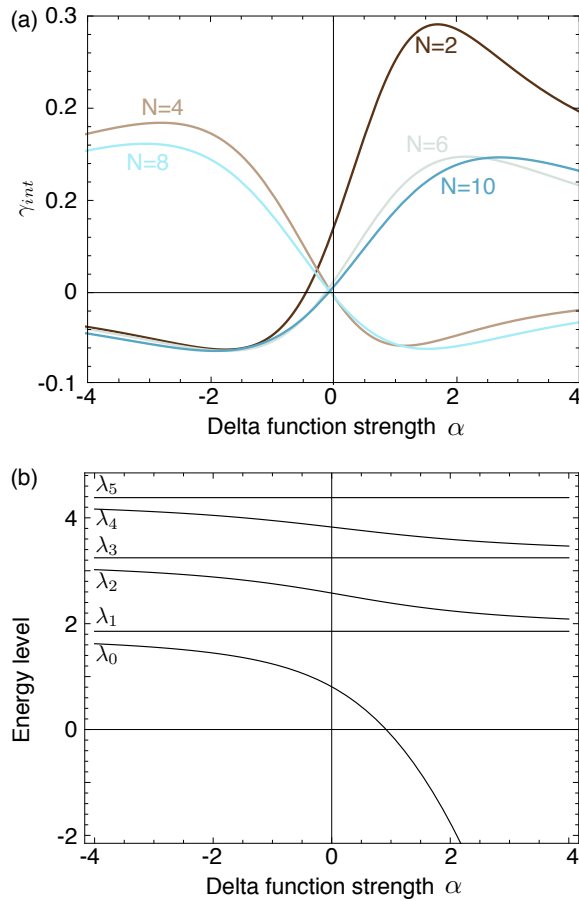 (a)
0.3
0.2
0.2
0
-0.1
γint
N=2
N=4
N=8
N=6
N=10
-4
-2
0
2
4
Delta function strength α
(b)
λ5
λ4
λ3
λ2
λ1
λ0
4
2
0
-2
Energy level
-4
-2
0
2
4
Delta function strength α